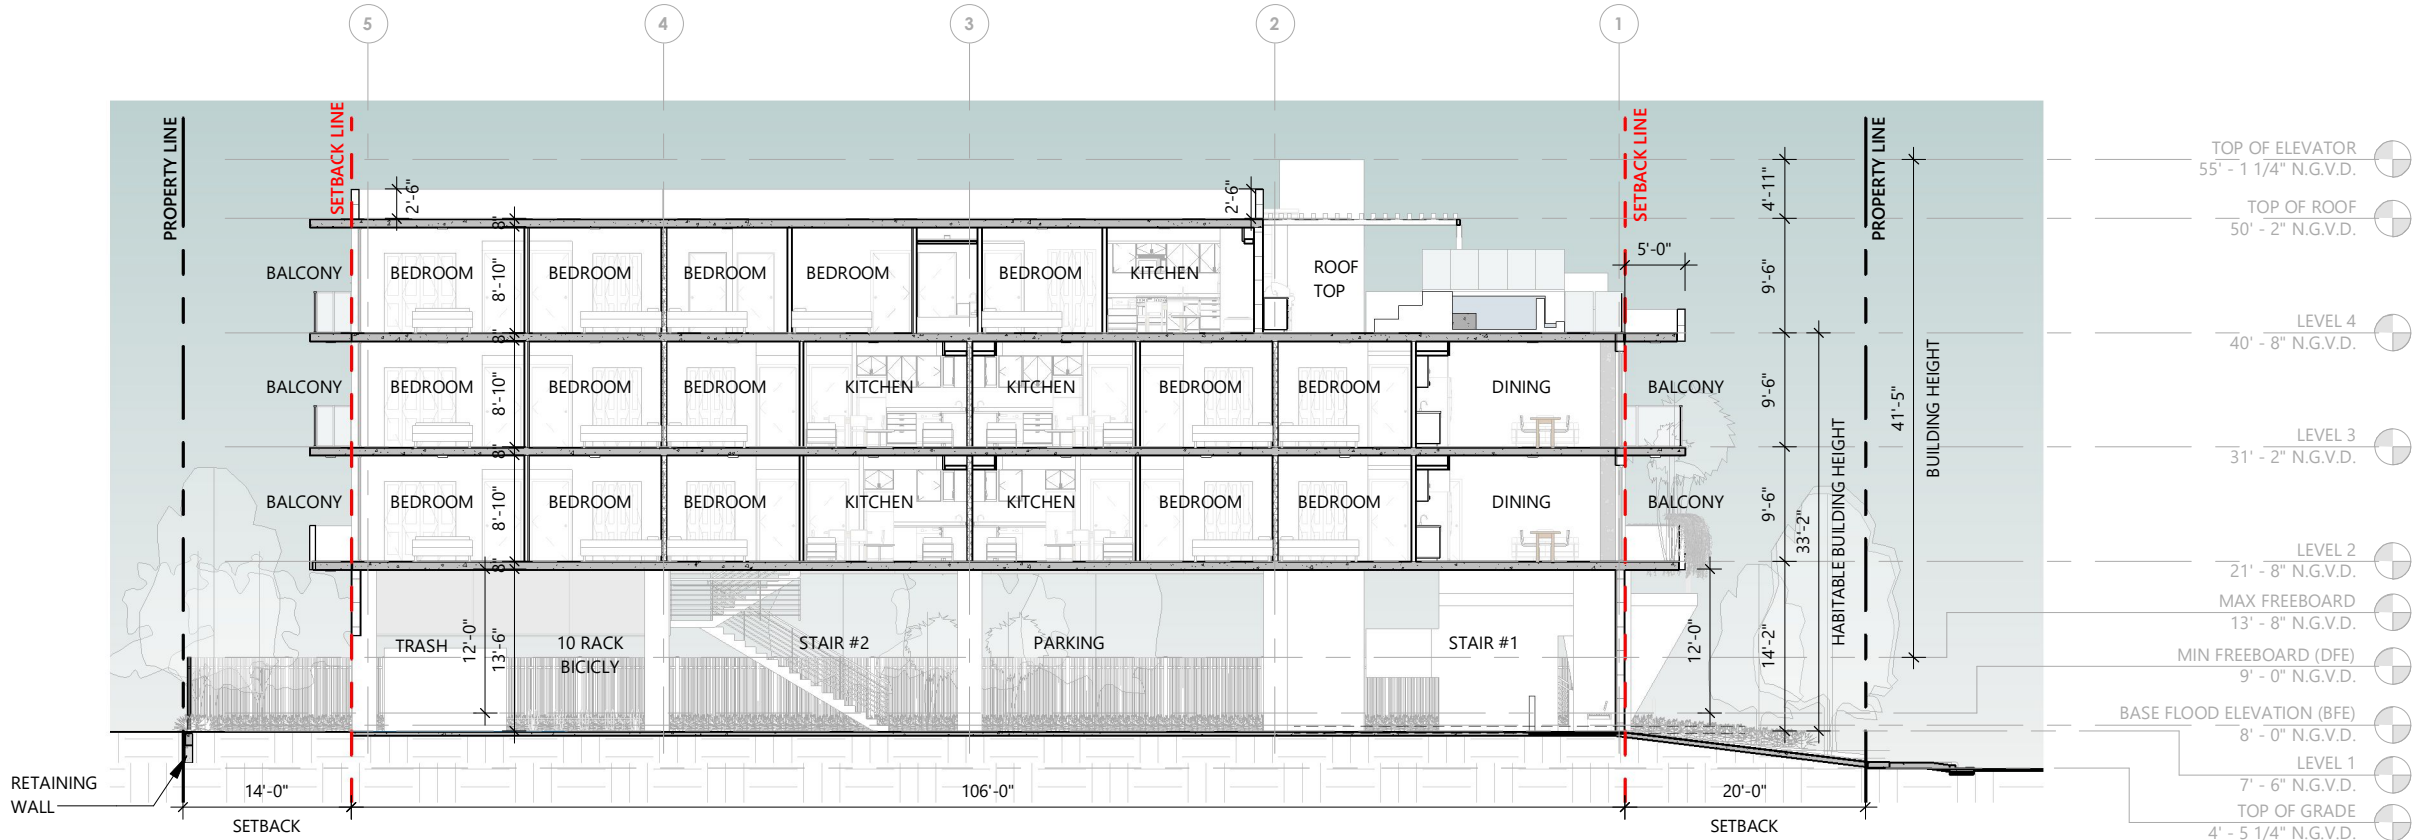 5
4
3
2
1
PROPERTY LINE
SETBACK LINE
SETBACK LINE
PROPERTY LINE
TOP OF ELEVATOR
55' - 1 1/4" N.G.V.D.
4'-11"
2'-6"
2'-6"
TOP OF ROOF
50' - 2" N.G.V.D.
8"
5'-0"
BALCONY
BEDROOM
8'-10"
BEDROOM
BEDROOM
BEDROOM
BEDROOM
KITCHEN
ROOF
TOP
9'-6"
LEVEL 4
40' - 8" N.G.V.D.
8"
BALCONY
BEDROOM
8'-10"
BEDROOM
BEDROOM
KITCHEN
KITCHEN
BEDROOM
BEDROOM
DINING
BALCONY
9'-6"
41'-5"
BUILDING HEIGHT
LEVEL 3
31' - 2" N.G.V.D.
8"
BALCONY
BEDROOM
8'-10"
BEDROOM
BEDROOM
KITCHEN
KITCHEN
BEDROOM
BEDROOM
DINING
BALCONY
9'-6"
33'-2"
HABITABLE BUILDING HEIGHT
LEVEL 2
21' - 8" N.G.V.D.
8"
MAX FREEBOARD
13' - 8" N.G.V.D.
TRASH
12'-0"
13'-6"
10 RACK
BICICLY
STAIR #2
PARKING
STAIR #1
12'-0"
14'-2"
MIN FREEBOARD (DFE)
9' - 0" N.G.V.D.
BASE FLOOD ELEVATION (BFE)
8' - 0" N.G.V.D.
LEVEL 1
7' - 6" N.G.V.D.
RETAINING
WALL
14'-0"
106'-0"
20'-0"
SETBACK
SETBACK
TOP OF GRADE
4' - 5 1/4" N.G.V.D.